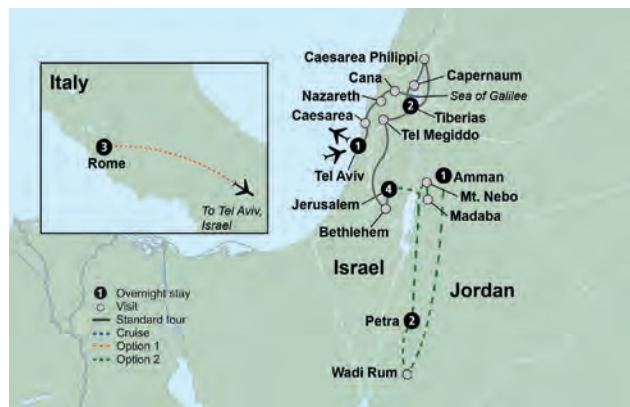 Italy
3
Rome
To Tel Aviv,
Israel
Caesarea Philippi
Cana
Capernaum
Nazareth
Sea of Galilee
2
Caesarea
Tiberias
Tel Megiddo
1
Tel Aviv
1
Amman
4
Mt. Nebo
Jerusalem
Madaba
Bethlehem
Israel
Jordan
1 Overnight stay
Visit
Standard tour
Cruise
Option 1
Option 2
Petra
2
Wadi Rum